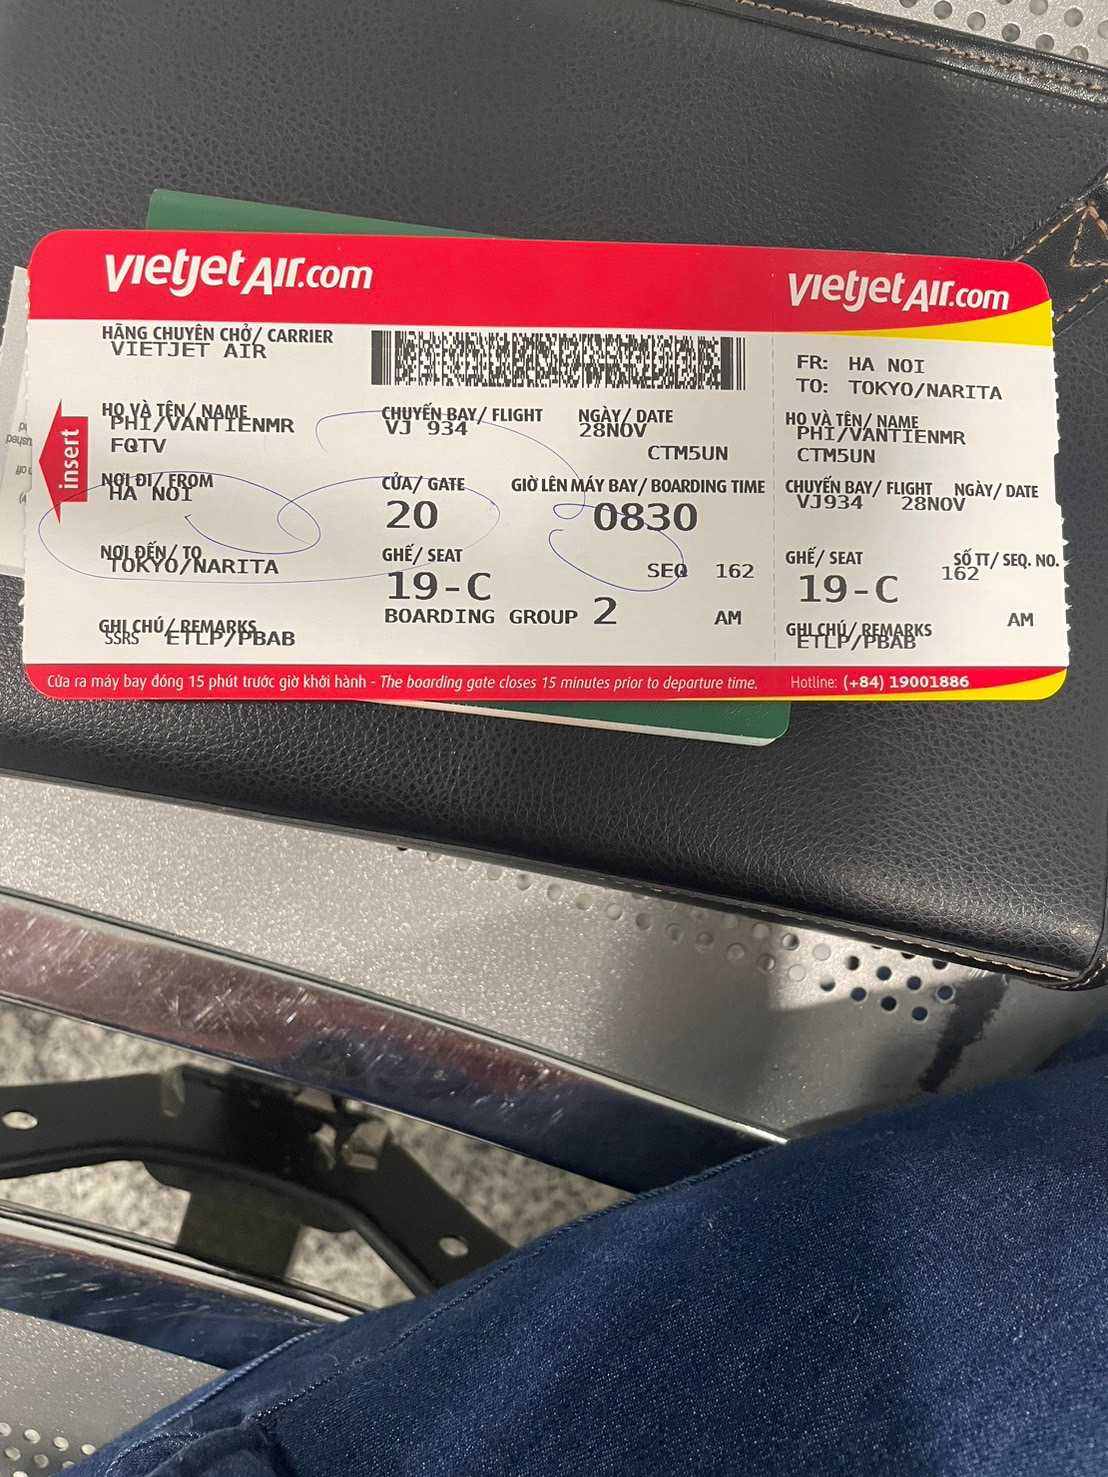 vietjetAir.com
HÃNG CHUYÊN CHỞ/ CARRIER
VIETJET AIR
HỌ VÀ TÊN/ NAME
PHI/VANTIENMR
FQTV
NƠI ĐI/ FROM
HA NOI
NƠI ĐẾN/ TO
TOKYO/NARITA
GHI CHÚ/ REMARKS
SSRS ETLP/PBAB
insert
CHUYẾN BAY/ FLIGHT
VJ 934
NGÀY/ DATE
28NOV
CTM5UN
CỬA/ GATE
20
GIỜ LÊN MÁY BAY/ BOARDING TIME
0830
GHẾ/ SEAT
19-C
SEQ 162
BOARDING GROUP 2 AM
Cửa ra máy bay đóng 15 phút trước giờ khởi hành - The boarding gate closes 15 minutes prior to departure time.
vietjetAir.com
FR: HA NOI
TO: TOKYO/NARITA
HỌ VÀ TÊN/ NAME
PHI/VANTIENMR
CTM5UN
CHUYẾN BAY/ FLIGHT NGÀY/ DATE
VJ934 28NOV
GHẾ/ SEAT SỐ TT/ SEQ. NO.
19-C 162
AM
GHI CHÚ/ REMARKS
ETLP/PBAB
Hotline: (+84) 19001886